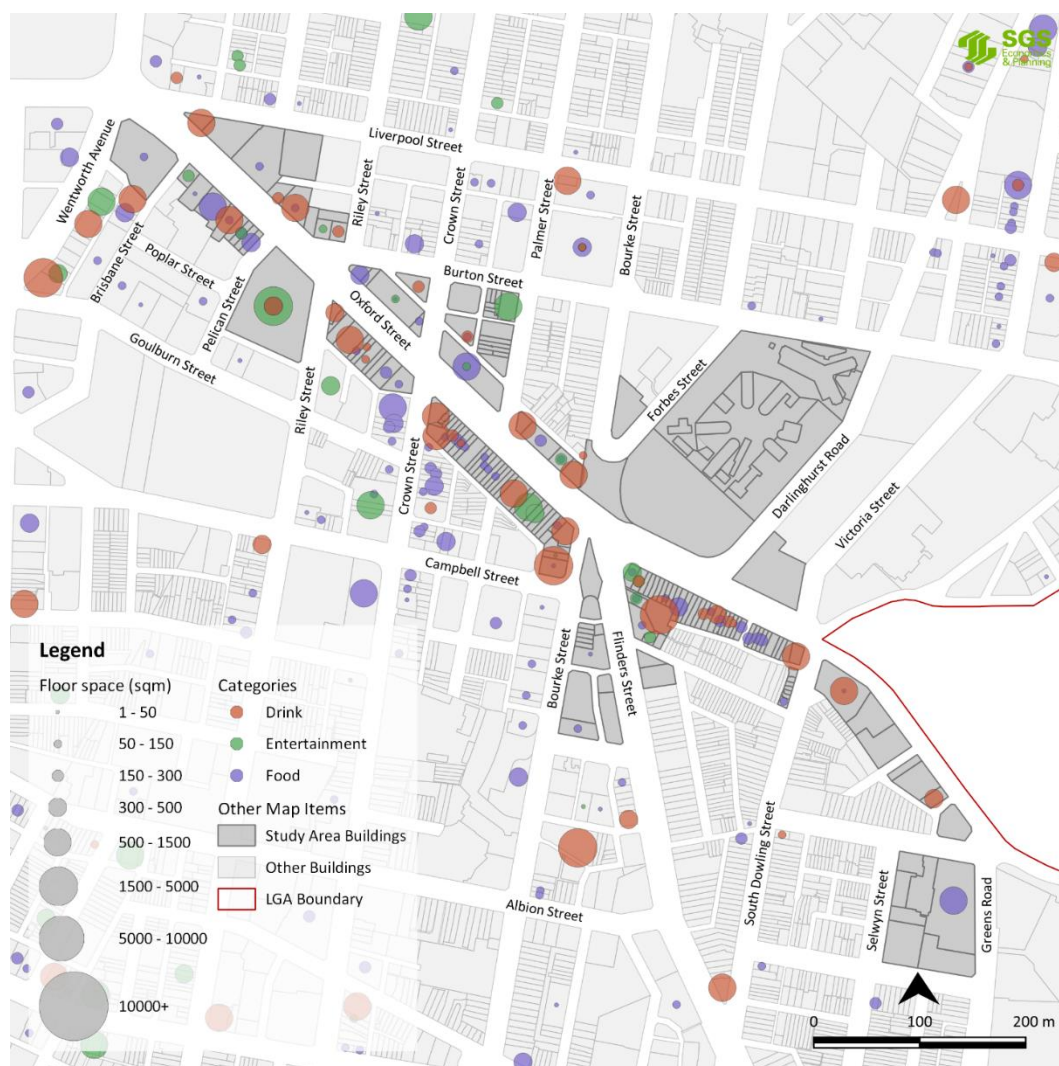 SGS
Economics
& Planning
Liverpool Street
Wentworth Avenue
Riley Street
Crown Street
Palmer Street
Bourke Street
Brisbane Street
Poplar Street
Pelican Street
Burton Street
Oxford Street
Goulburn Street
Riley Street
Forbes Street
Crown Street
Darlinghurst Road
Victoria Street
Campbell Street
Bourke Street
Flinders Street
Legend
Floor space (sqm)
1 - 50
50 - 150
150 - 300
300 - 500
500 - 1500
1500 - 5000
5000 - 10000
10000+
Categories
Drink
Entertainment
Food
Other Map Items
Study Area Buildings
Other Buildings
LGA Boundary
South Dowling Street
Selwyn Street
Greens Road
Albion Street
0 100 200 m